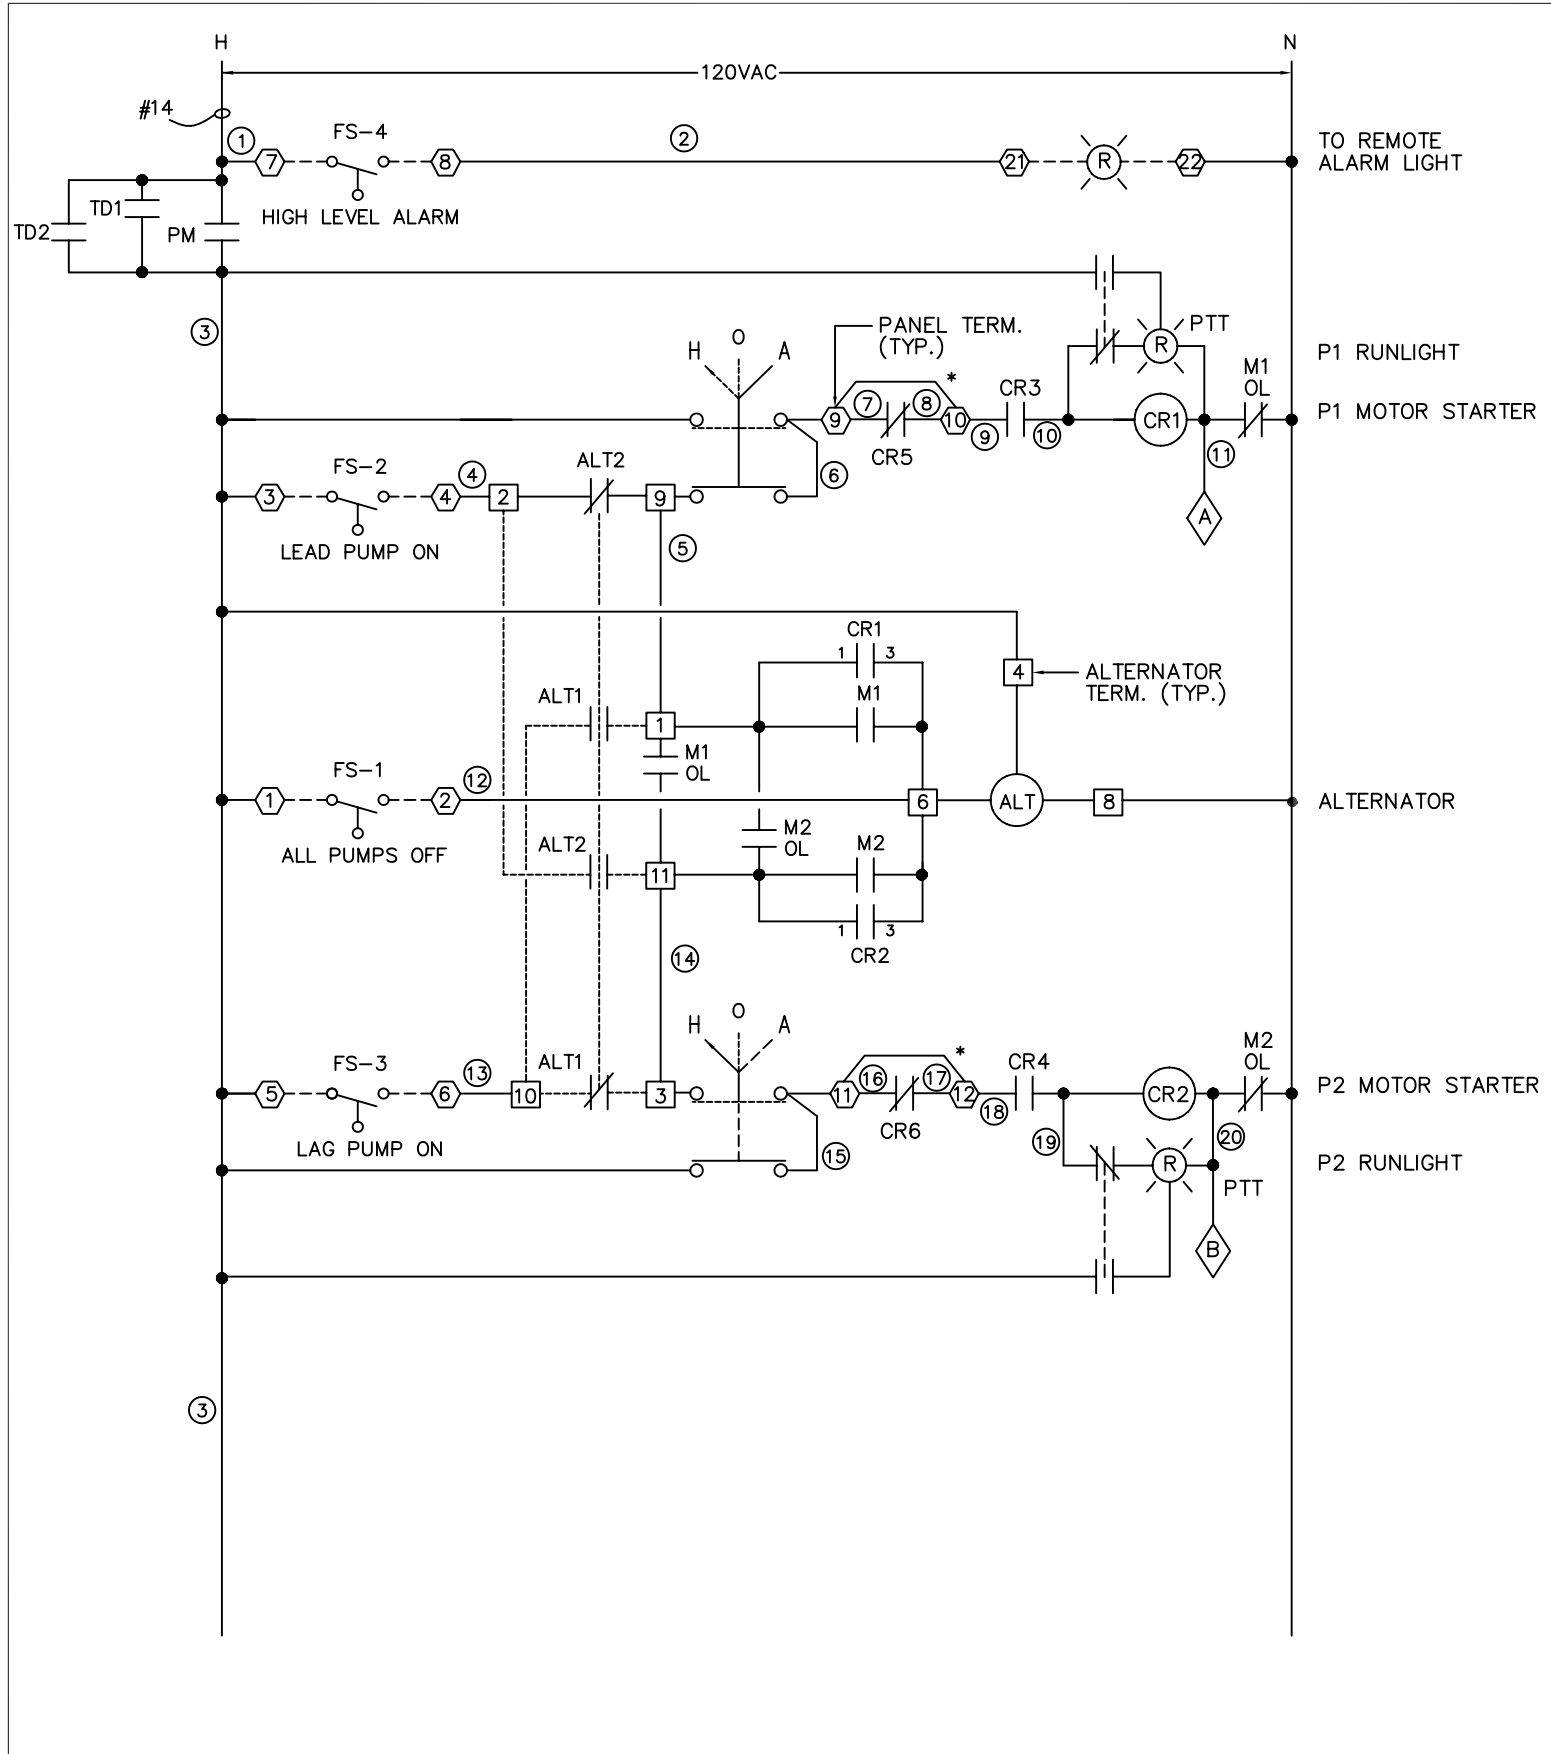 H
N
120VAC
#14
1
FS-4
2
7
8
21
R
22
TO REMOTE
ALARM LIGHT
HIGH LEVEL ALARM
TD1
TD2
PM
3
PANEL TERM.
(TYP.)
PTT
R
P1 RUNLIGHT
H
O
A
*
M1
OL
CR3
9
7
8
10
9
10
CR1
P1 MOTOR STARTER
CR5
11
FS-2
4
ALT2
6
3
4
2
9
A
LEAD PUMP ON
5
CR1
1
3
4
ALTERNATOR
TERM. (TYP.)
ALT1
M1
1
M1
OL
FS-1
12
1
2
6
ALT
8
ALTERNATOR
ALL PUMPS OFF
M2
OL
ALT2
M2
11
1
3
CR2
14
H
O
A
FS-3
13
ALT1
*
CR4
M2
OL
5
6
10
3
11
16
17
12
18
CR2
P2 MOTOR STARTER
CR6
19
20
LAG PUMP ON
15
R
P2 RUNLIGHT
PTT
B
3